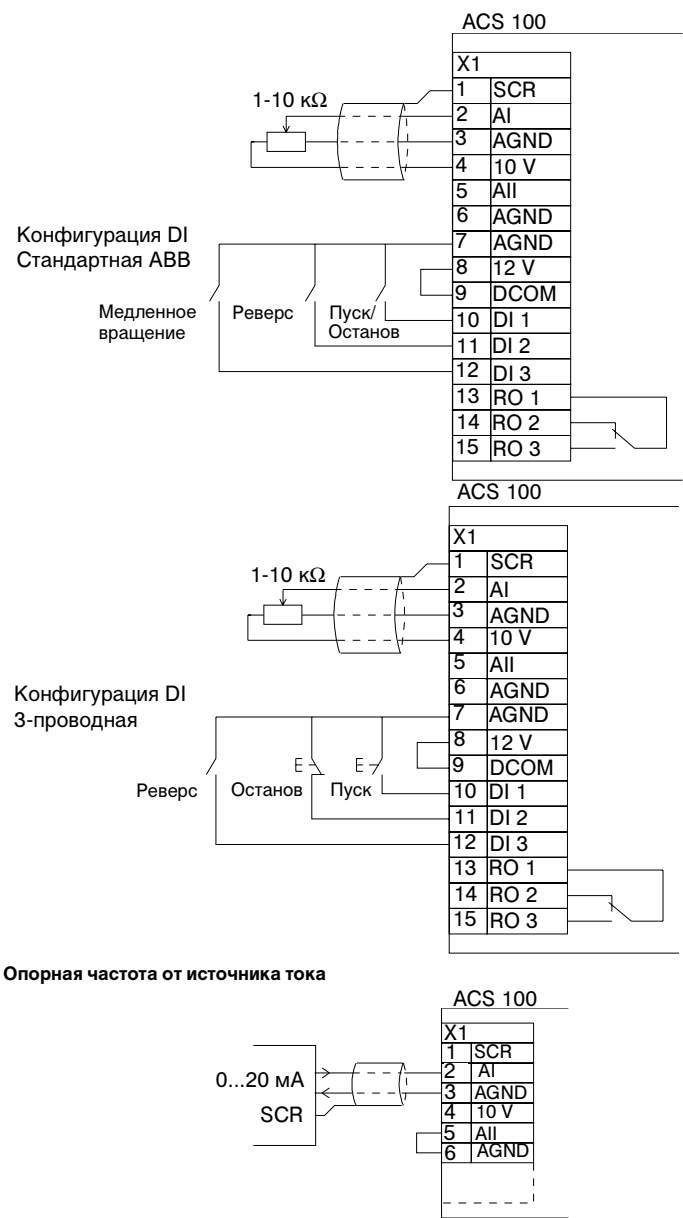 ACS 100
X1
1 SCR
1-10 кΩ
2 AI
3 AGND
4 10 V
5 AII
6 AGND
Конфигурация DI
Стандартная ABB
7 AGND
8 12 V
9 DCOM
Медленное
вращение
Реверс
Пуск/
Останов
10 DI 1
11 DI 2
12 DI 3
13 RO 1
14 RO 2
15 RO 3
ACS 100
X1
1 SCR
1-10 кΩ
2 AI
3 AGND
4 10 V
5 AII
6 AGND
Конфигурация DI
3-проводная
7 AGND
8 12 V
9 DCOM
Реверс
Останов
Пуск
10 DI 1
11 DI 2
12 DI 3
13 RO 1
14 RO 2
15 RO 3
Опорная частота от источника тока
ACS 100
X1
1 SCR
0...20 мА
2 AI
3 AGND
SCR
4 10 V
5 AII
6 AGND